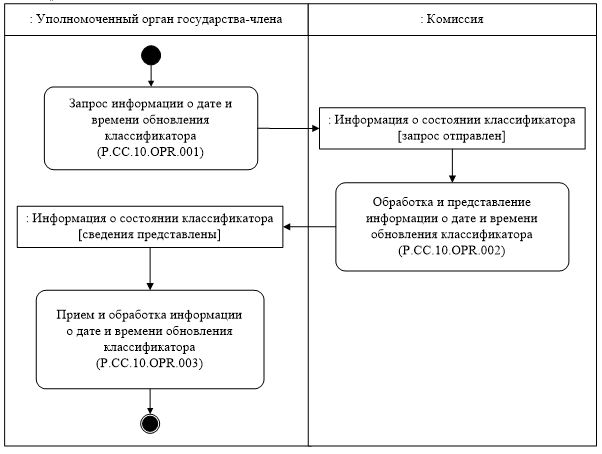 : Уполномоченный орган государства-члена
: Комиссия
Запрос информации о дате и
времени обновления
классификатора
(P.CC.10.OPR.001)
: Информация о состоянии классификатора
[запрос отправлен]
Обработка и представление
информации о дате и времени
обновления классификатора
(P.CC.10.OPR.002)
: Информация о состоянии классификатора
[сведения представлены]
Прием и обработка информации
о дате и времени обновления
классификатора
(P.CC.10.OPR.003)